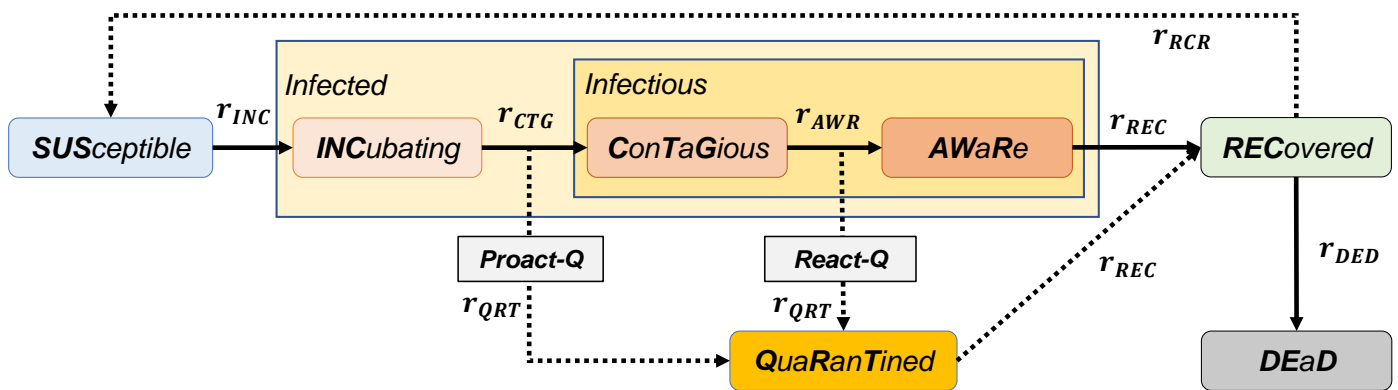 r_RCR
Infected
Infectious
r_INC
r_CTG
r_AWR
r_REC
SUSceptible
INCubating
ConTaGious
AWaRe
RECovered
Proact-Q
React-Q
r_REC
r_DED
r_QRT
r_QRT
QuaRanTined
DEaD